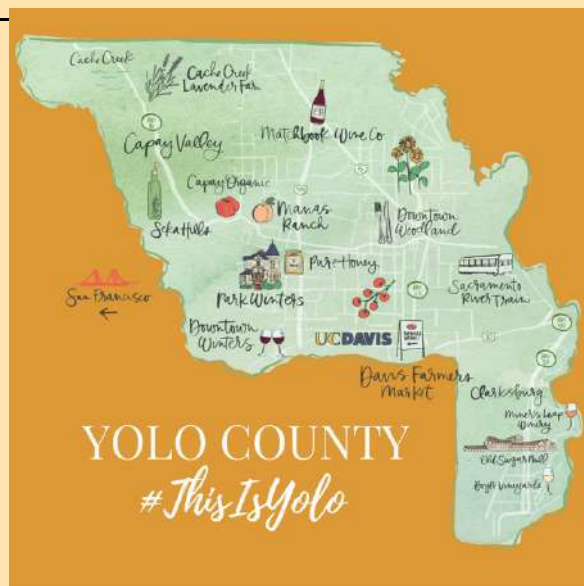 Cache Creek
Cache Creek
Lavender Farm
Matchbook Wine Co.
Capay Valley
Capay Organic
Manas
Ranch
Seka Hills
Downtown
Woodland
Pure Honey
Sacramento
River Train
San Francisco
Park Winters
Downtown
Winters
UCDAVIS
Davis Farmers
Market
Clarksburg
Miner's Leap
Winery
Old Sugar Mill
Bogle Vineyards
YOLO COUNTY
#ThisIsYolo